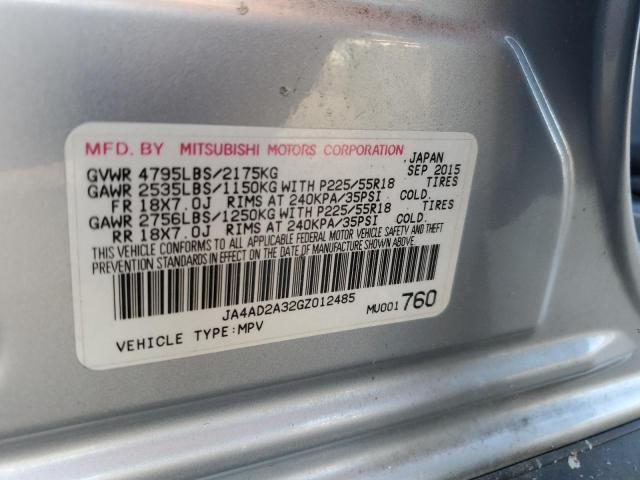 MFD. BY MITSUBISHI MOTORS CORPORATION JAPAN
GVWR 4795LBS/2175KG SEP 2015
GAWR 2535LBS/1150KG WITH P225/55R18 TIRES
FR 18X7.0J RIMS AT 240KPA/35PSI COLD.
GAWR 2756LBS/1250KG WITH P225/55R18 TIRES
RR 18X7.0J RIMS AT 240KPA/35PSI COLD.
THIS VEHICLE CONFORMS TO ALL APPLICABLE FEDERAL MOTOR VEHICLE SAFETY, BUMPER, AND THEFT
PREVENTION STANDARDS IN EFFECT ON THE DATE OF MANUFACTURE SHOWN ABOVE.
JA4AD2A32GZ012485 MU001760
VEHICLE TYPE:MPV